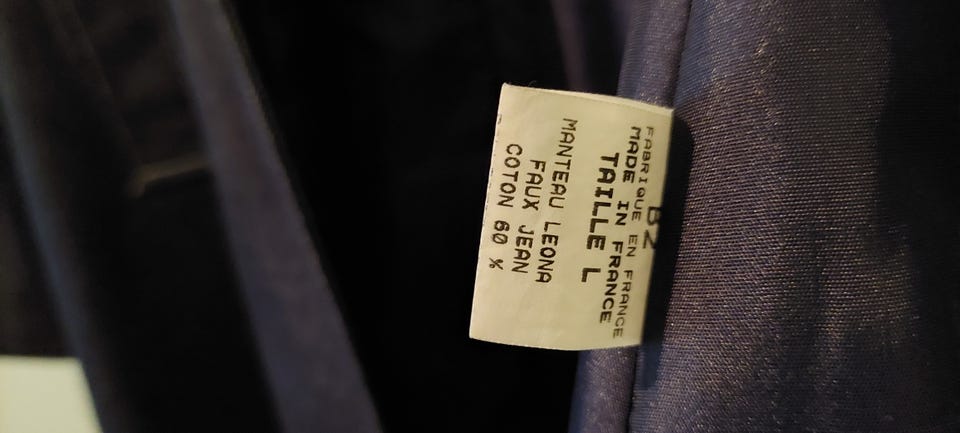 B2
FABRIQUE EN FRANCE
MADE IN FRANCE
TAILLE L
MANTEAU LEONA
FAUX JEAN
COTON 60 %